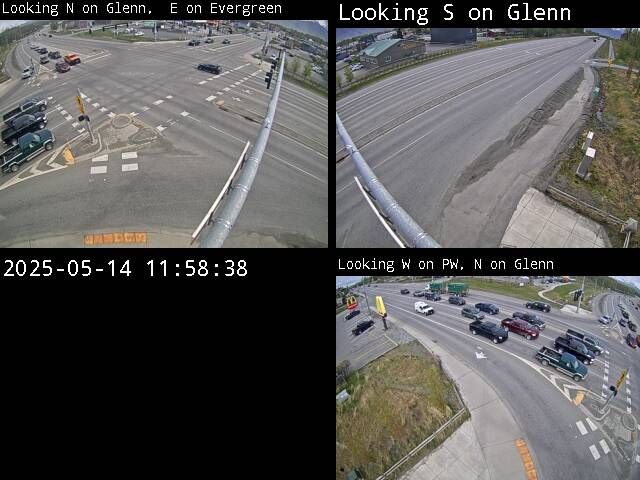 Looking N on Glenn, E on Evergreen
Looking S on Glenn
2025-05-14 11:58:38
Looking W on PW, N on Glenn